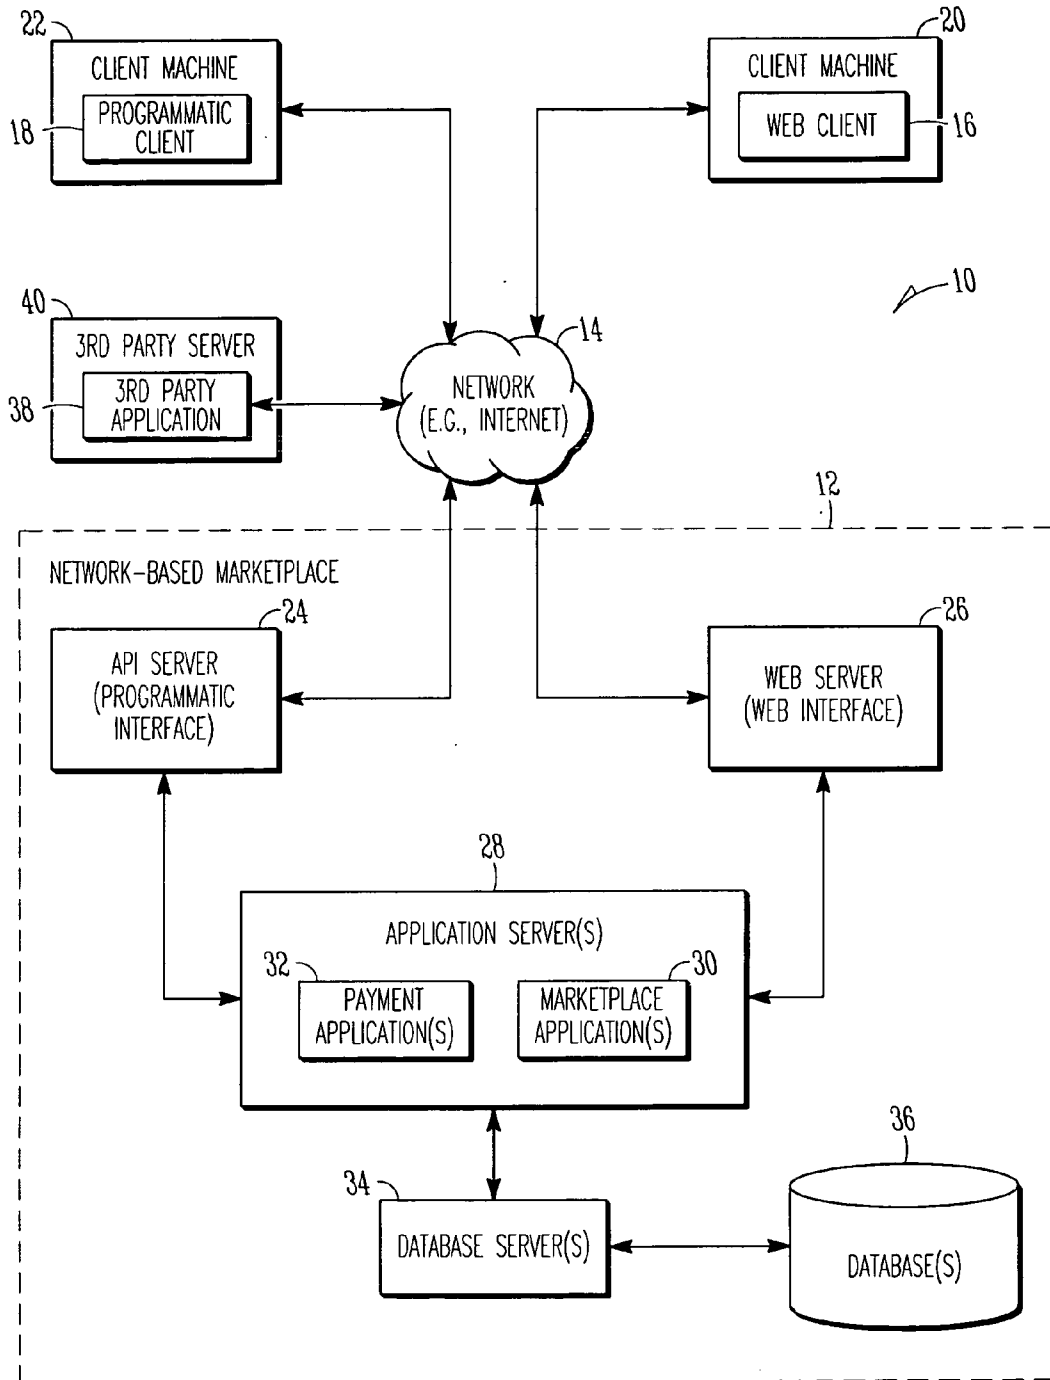 22
CLIENT MACHINE
18
PROGRAMMATIC
CLIENT
20
CLIENT MACHINE
WEB CLIENT
16
10
40
3RD PARTY SERVER
38
3RD PARTY
APPLICATION
14
NETWORK
(E.G., INTERNET)
12
NETWORK-BASED MARKETPLACE
24
API SERVER
(PROGRAMMATIC
INTERFACE)
26
WEB SERVER
(WEB INTERFACE)
28
APPLICATION SERVER(S)
32
PAYMENT
APPLICATION(S)
30
MARKETPLACE
APPLICATION(S)
34
DATABASE SERVER(S)
36
DATABASE(S)